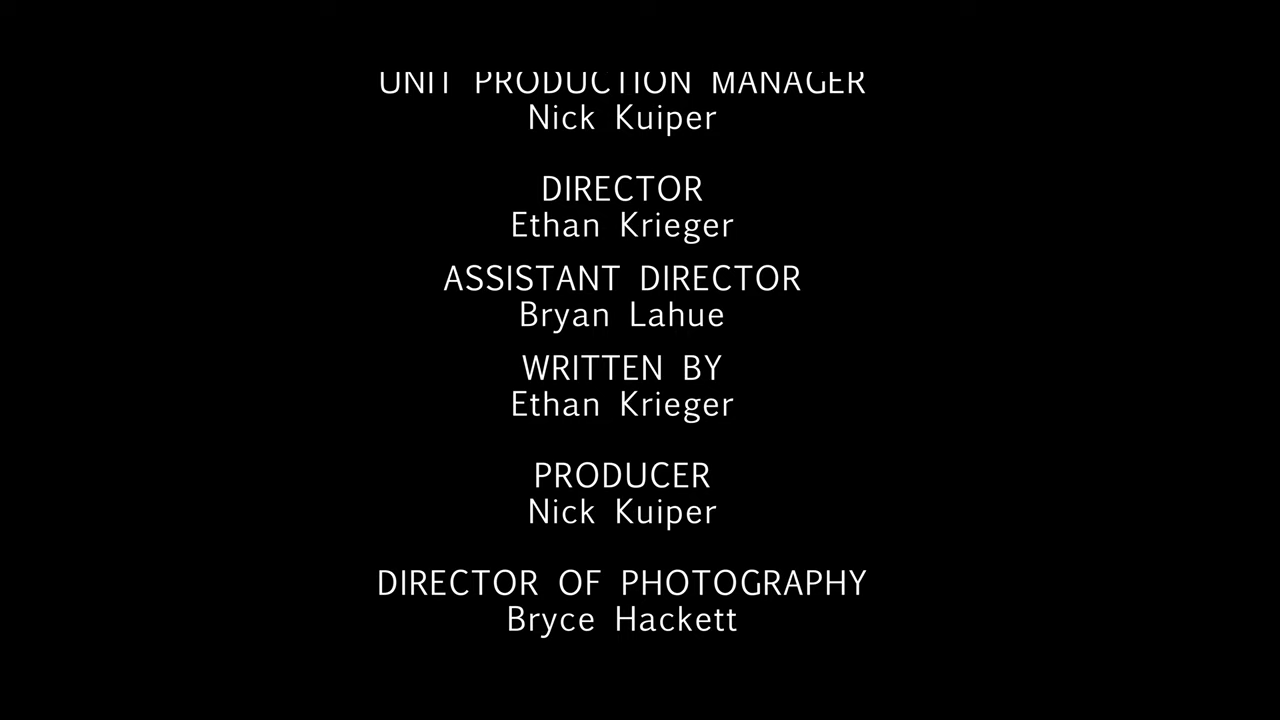 UNIT PRODUCTION MANAGER
Nick Kuiper
DIRECTOR
Ethan Krieger
ASSISTANT DIRECTOR
Bryan Lahue
WRITTEN BY
Ethan Krieger
PRODUCER
Nick Kuiper
DIRECTOR OF PHOTOGRAPHY
Bryce Hackett